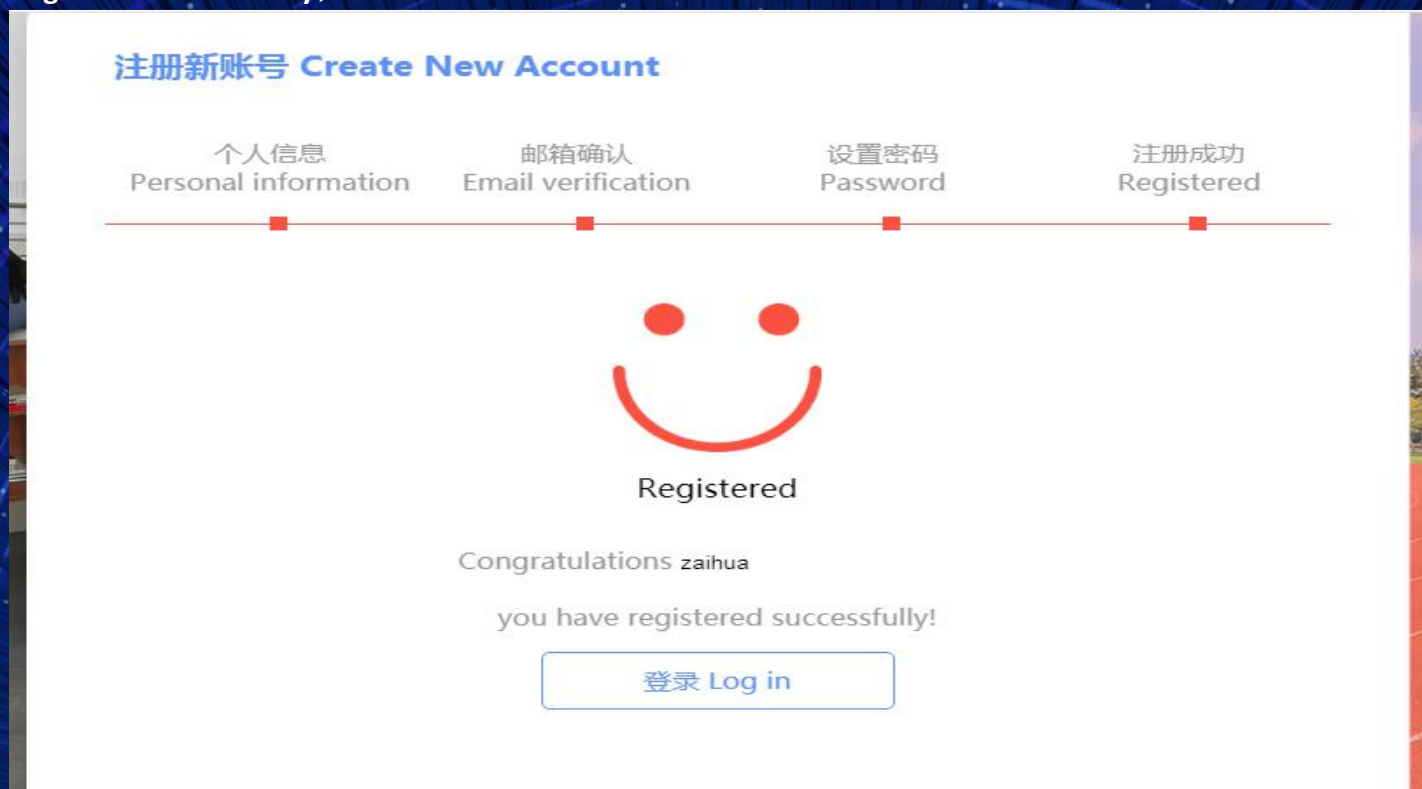 注册新账号 Create New Account
个人信息 邮箱确认 设置密码 注册成功
Personal information Email verification Password Registered
Registered
Congratulations zaihua
you have registered successfully!
登录 Log in